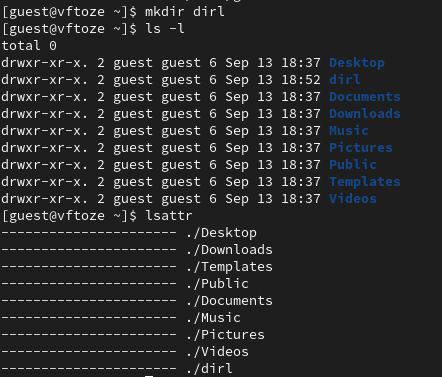 [guest@vftoze ~]$ mkdir dirl
[guest@vftoze ~]$ ls -l
total 0
drwxr-xr-x. 2 guest guest 6 Sep 13 18:37 Desktop
drwxr-xr-x. 2 guest guest 6 Sep 13 18:52 dirl
drwxr-xr-x. 2 guest guest 6 Sep 13 18:37 Documents
drwxr-xr-x. 2 guest guest 6 Sep 13 18:37 Downloads
drwxr-xr-x. 2 guest guest 6 Sep 13 18:37 Music
drwxr-xr-x. 2 guest guest 6 Sep 13 18:37 Pictures
drwxr-xr-x. 2 guest guest 6 Sep 13 18:37 Public
drwxr-xr-x. 2 guest guest 6 Sep 13 18:37 Templates
drwxr-xr-x. 2 guest guest 6 Sep 13 18:37 Videos
[guest@vftoze ~]$ lsattr
---------------------- ./Desktop
---------------------- ./Downloads
---------------------- ./Templates
---------------------- ./Public
---------------------- ./Documents
---------------------- ./Music
---------------------- ./Pictures
---------------------- ./Videos
---------------------- ./dirl